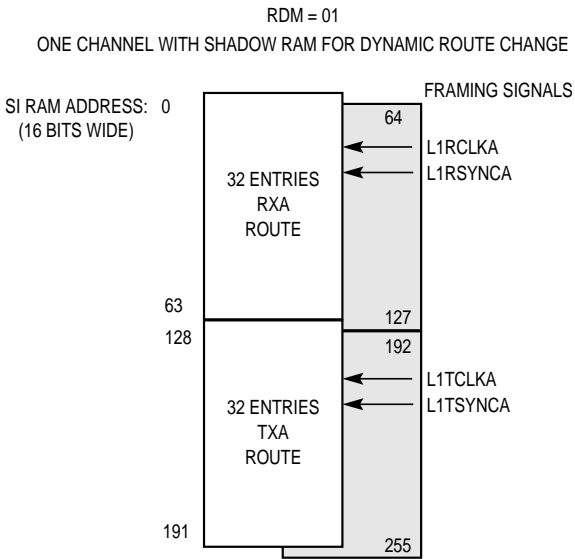 RDM = 01
ONE CHANNEL WITH SHADOW RAM FOR DYNAMIC ROUTE CHANGE
FRAMING SIGNALS
SI RAM ADDRESS: 0
(16 BITS WIDE)
64
L1RCLKA
L1RSYNCA
32 ENTRIES
RXA
ROUTE
63
127
128
192
L1TCLKA
L1TSYNCA
32 ENTRIES
TXA
ROUTE
191
255